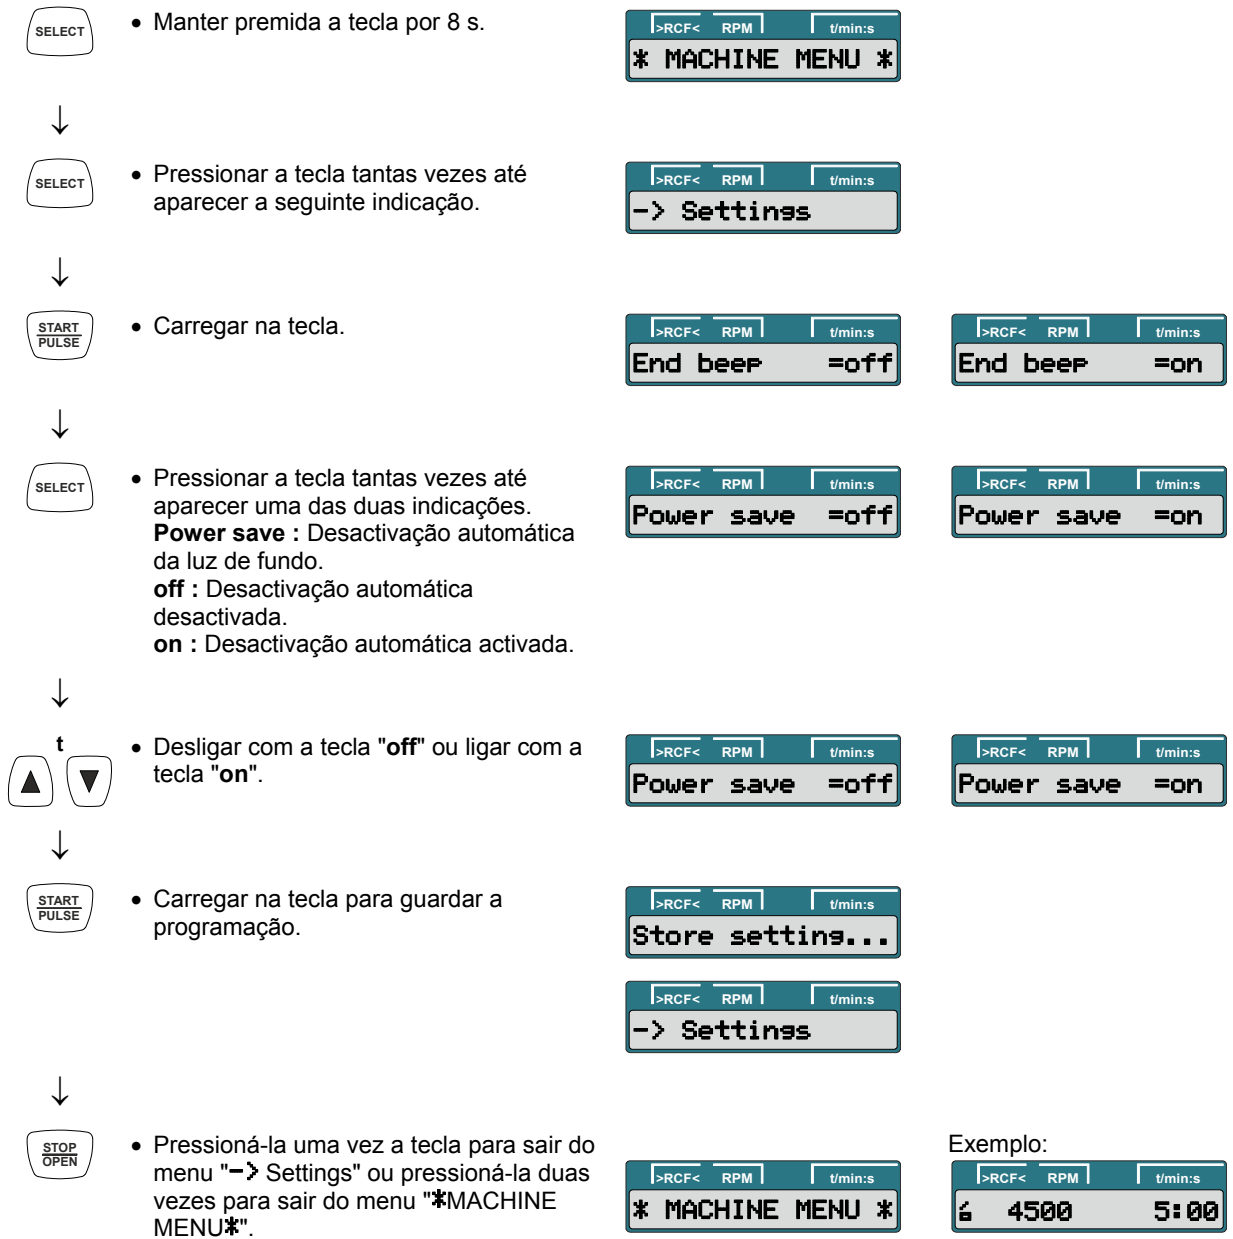 SELECT
• Manter premida a tecla por 8 s.
>RCF< RPM t/min:s
* MACHINE MENU *
↓
SELECT
• Pressionar a tecla tantas vezes até
aparecer a seguinte indicação.
>RCF< RPM t/min:s
-> Settings
↓
START
PULSE
• Carregar na tecla.
>RCF< RPM t/min:s
End beep =off
>RCF< RPM t/min:s
End beep =on
↓
SELECT
• Pressionar a tecla tantas vezes até
aparecer uma das duas indicações.
Power save : Desactivação automática
da luz de fundo.
off : Desactivação automática
desactivada.
on : Desactivação automática activada.
>RCF< RPM t/min:s
Power save =off
>RCF< RPM t/min:s
Power save =on
↓
t
▲ ▼
• Desligar com a tecla "off" ou ligar com a
tecla "on".
>RCF< RPM t/min:s
Power save =off
>RCF< RPM t/min:s
Power save =on
↓
START
PULSE
• Carregar na tecla para guardar a
programação.
>RCF< RPM t/min:s
Store setting...
>RCF< RPM t/min:s
-> Settings
↓
STOP
OPEN
• Pressioná-la uma vez a tecla para sair do
menu "-> Settings" ou pressioná-la duas
vezes para sair do menu "*MACHINE
MENU*".
>RCF< RPM t/min:s
* MACHINE MENU *
Exemplo:
>RCF< RPM t/min:s
4500 5:00